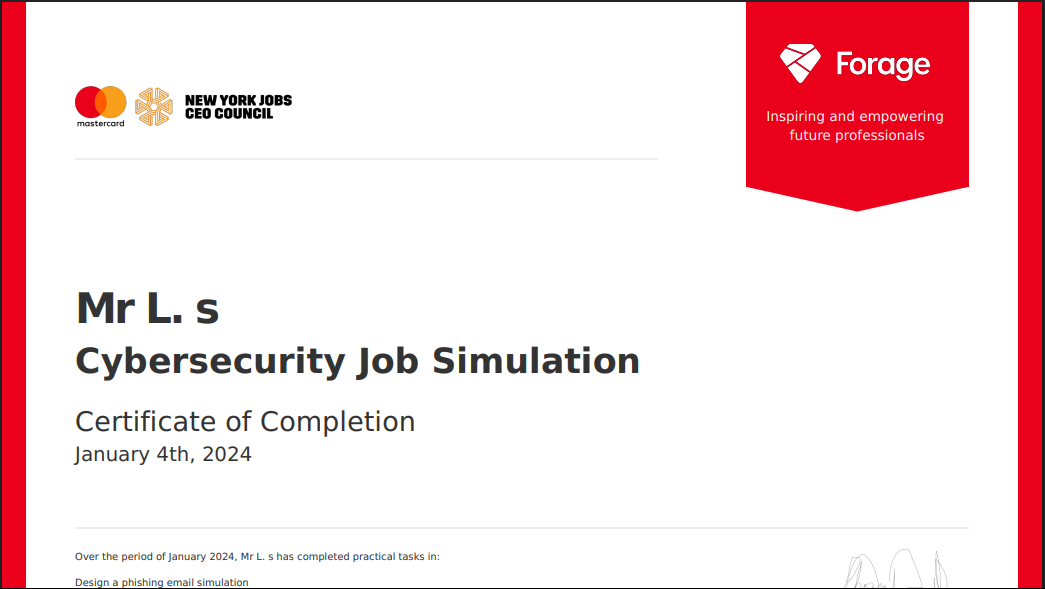 mastercard
NEW YORK JOBS
CEO COUNCIL
Forage
Inspiring and empowering
future professionals
Mr L. s
Cybersecurity Job Simulation
Certificate of Completion
January 4th, 2024
Over the period of January 2024, Mr L. s has completed practical tasks in:
Design a phishing email simulation